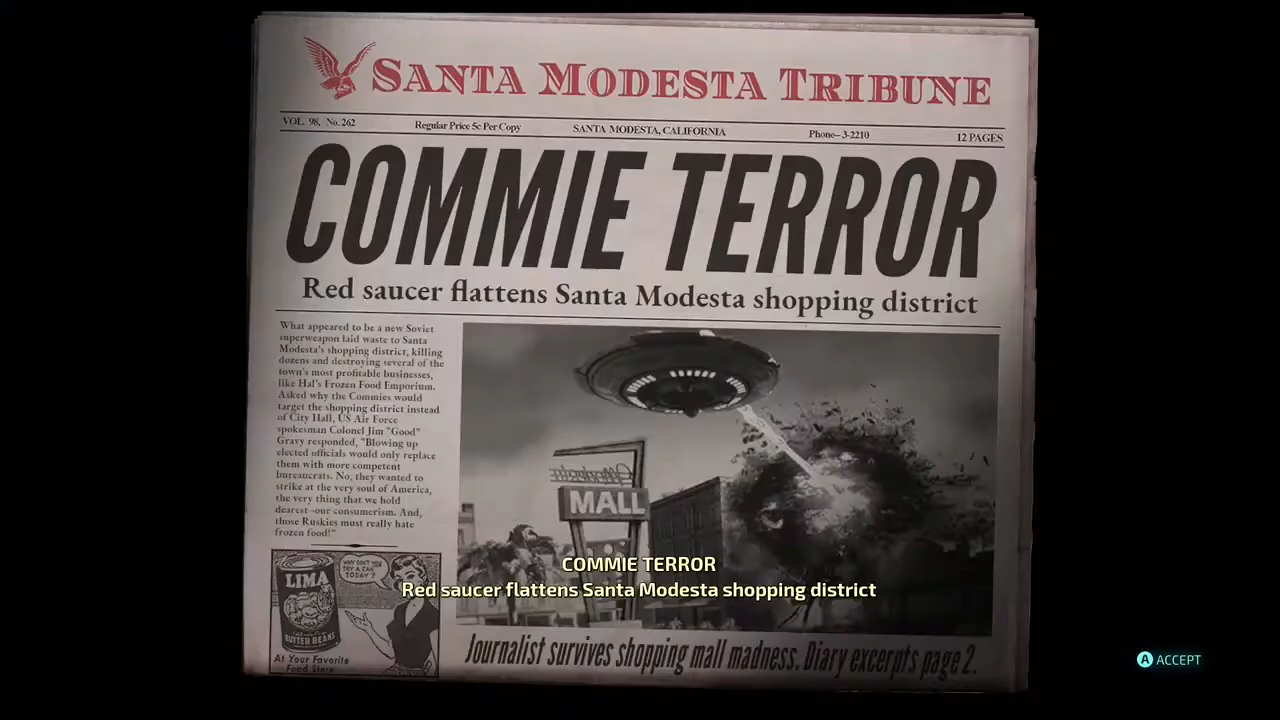 SANTA MODESTA TRIBUNE
VOL. 98, No. 262 Regular Price 5c Per Copy SANTA MODESTA, CALIFORNIA Phone—3-2210 12 PAGES
COMMIE TERROR
Red saucer flattens Santa Modesta shopping district
What appeared to be a new Soviet
superweapon laid waste to Santa
Modesta's shopping district, killing
dozens and destroying several of the
town's most profitable businesses,
like Hal's Frozen Food Emporium.
Asked why the Commies would
target the shopping district instead
of City Hall, US Air Force
spokesman Colonel Jim "Good"
Gravy responded, "Blowing up
elected officials would only replace
them with more competent
bureaucrats. No, they wanted to
strike at the very soul of America,
the very thing that we hold
dearest—our consumerism. And,
those Ruskies must really hate
frozen food!"
MALL
LIMA
BUTTER BEANS
WHY DON'T YOU
TRY A CAN
TODAY?
At Your Favorite
Food Store
COMMIE TERROR
Red saucer flattens Santa Modesta shopping district
Journalist survives shopping mall madness. Diary excerpts page 2.
A ACCEPT